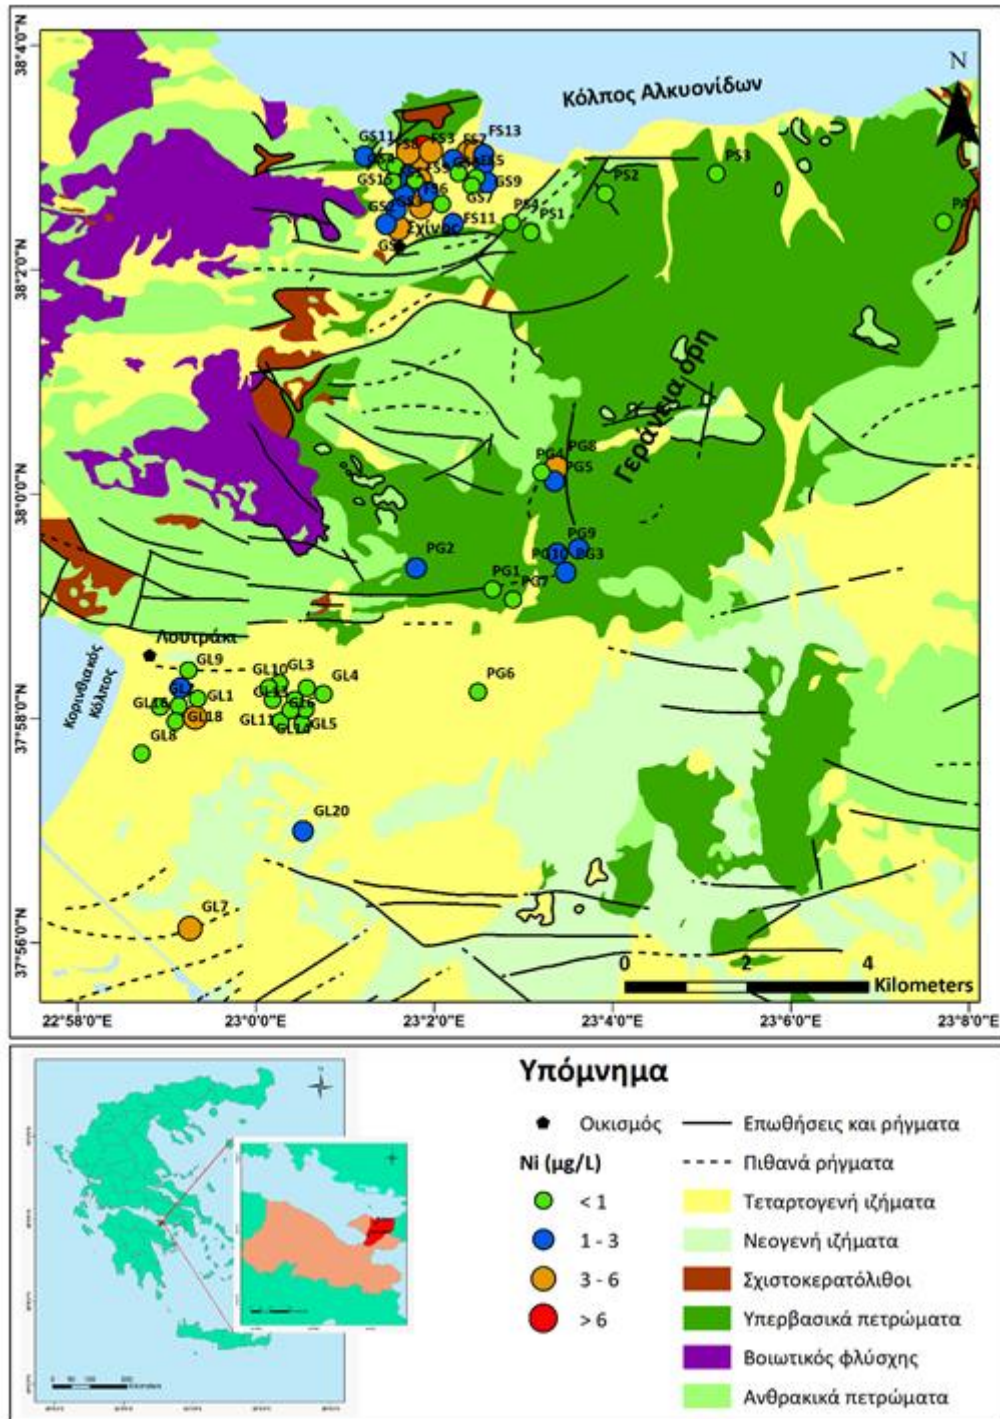 38°4'0"N
38°2'0"N
38°0'0"N
37°58'0"N
37°56'0"N
N
Κόλπος Αλκυονίδων
GS11
FS3
FS2
FS13
GS15
GS9
GS7
FS11
Σχίνος
PS4
PS1
PS2
PS3
Γεράνεια όρη
PG4
PG8
PG5
PG9
PG10
PG3
PG2
PG1
PG7
PG6
Λουτράκι
Κορινθιακός
Κόλπος
GL9
GL1
GL16
GL18
GL8
GL10
GL3
GL4
GL11
GL5
GL20
GL7
0 2 4
Kilometers
22°58'0"E 23°0'0"E 23°2'0"E 23°4'0"E 23°6'0"E 23°8'0"E
Υπόμνημα
Οικισμός
Ni (μg/L)
< 1
1 - 3
3 - 6
> 6
Επωθήσεις και ρήγματα
Πιθανά ρήγματα
Τεταρτογενή ιζήματα
Νεογενή ιζήματα
Σχιστοκερατόλιθοι
Υπερβασικά πετρώματα
Βοιωτικός φλύσχης
Ανθρακικά πετρώματα